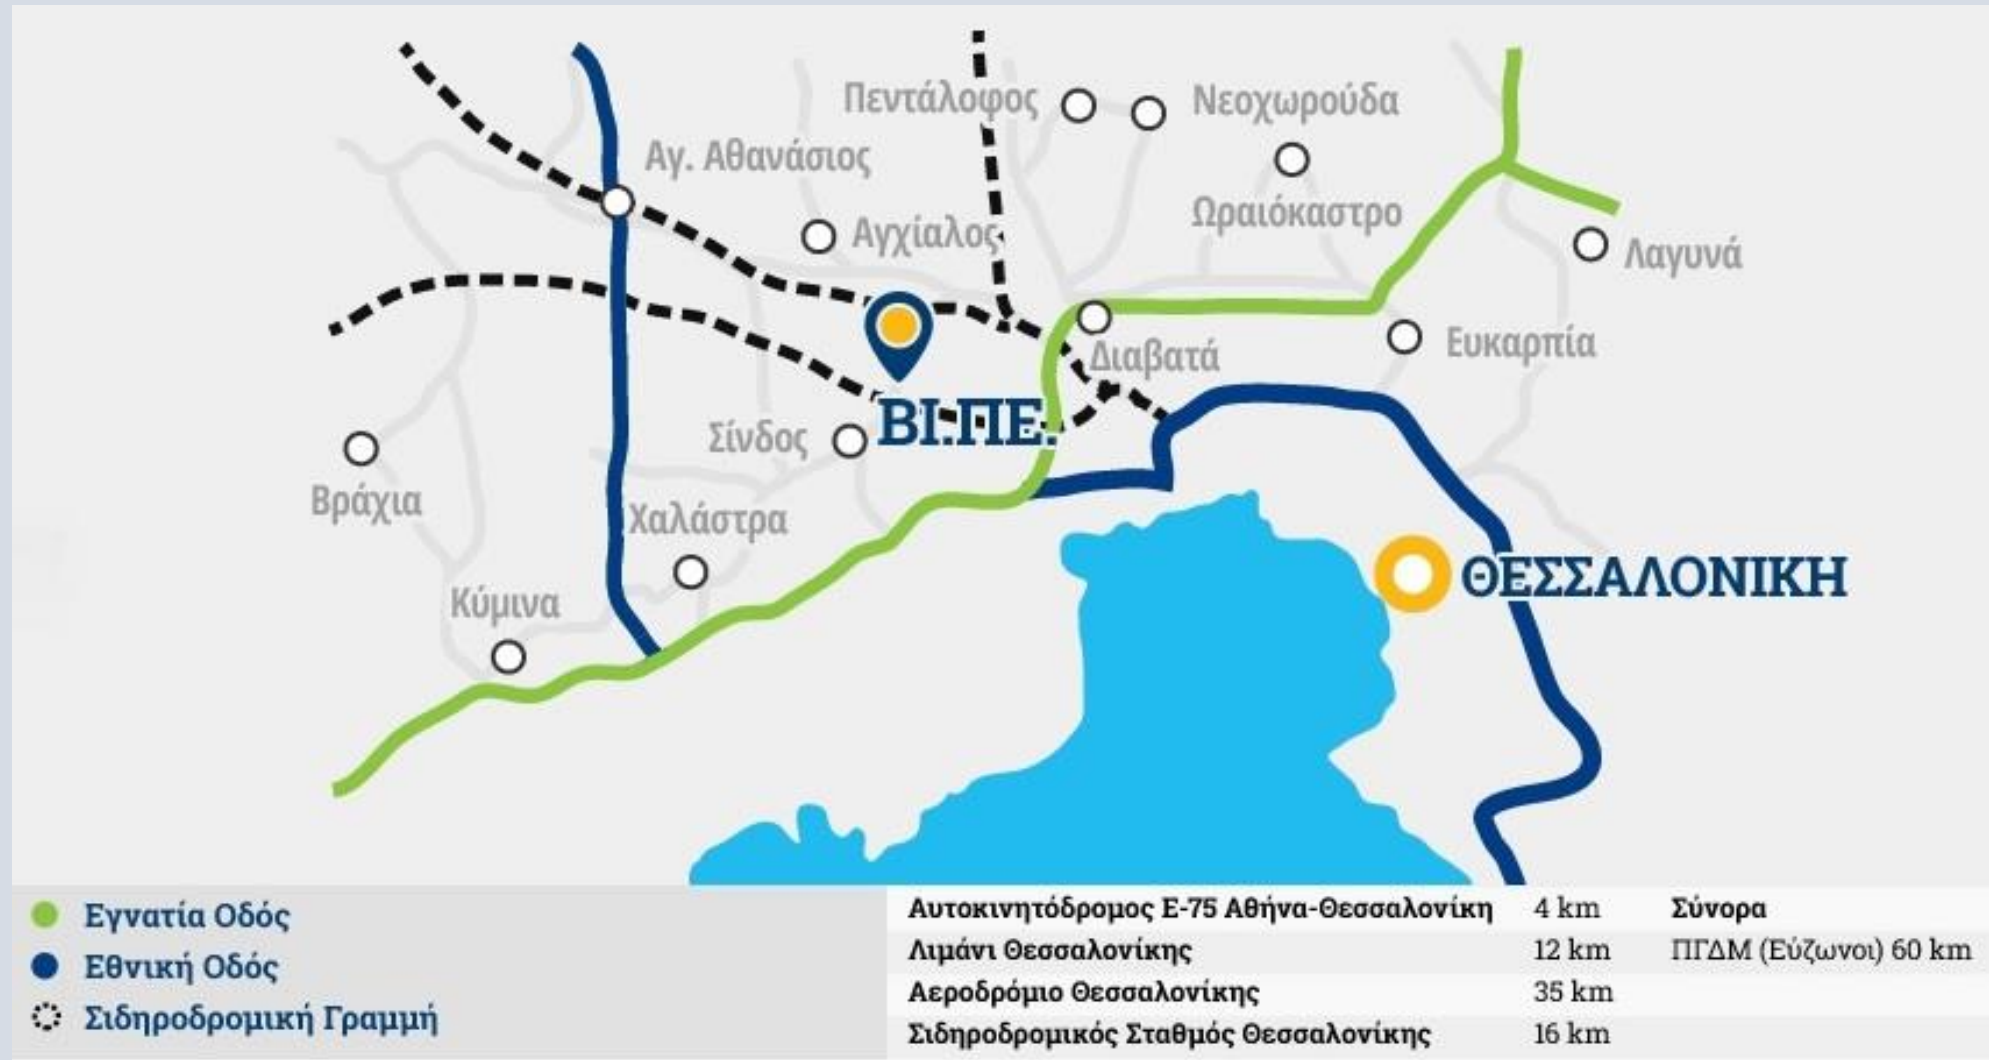 Πεντάλοφος
Νεοχωρούδα
Αγ. Αθανάσιος
Ωραιόκαστρο
Αγχίαλος
Λαγυνά
Διαβατά
Ευκαρπία
ΒΙ.ΠΕ.
Σίνδος
Βράχια
Χαλάστρα
ΘΕΣΣΑΛΟΝΙΚΗ
Κύμινα
Εγνατία Οδός
Εθνική Οδός
Σιδηροδρομική Γραμμή
Αυτοκινητόδρομος Ε-75 Αθήνα-Θεσσαλονίκη 4 km Σύνορα
Λιμάνι Θεσσαλονίκης 12 km ΠΓΔΜ (Εύζωνοι) 60 km
Αεροδρόμιο Θεσσαλονίκης 35 km
Σιδηροδρομικός Σταθμός Θεσσαλονίκης 16 km